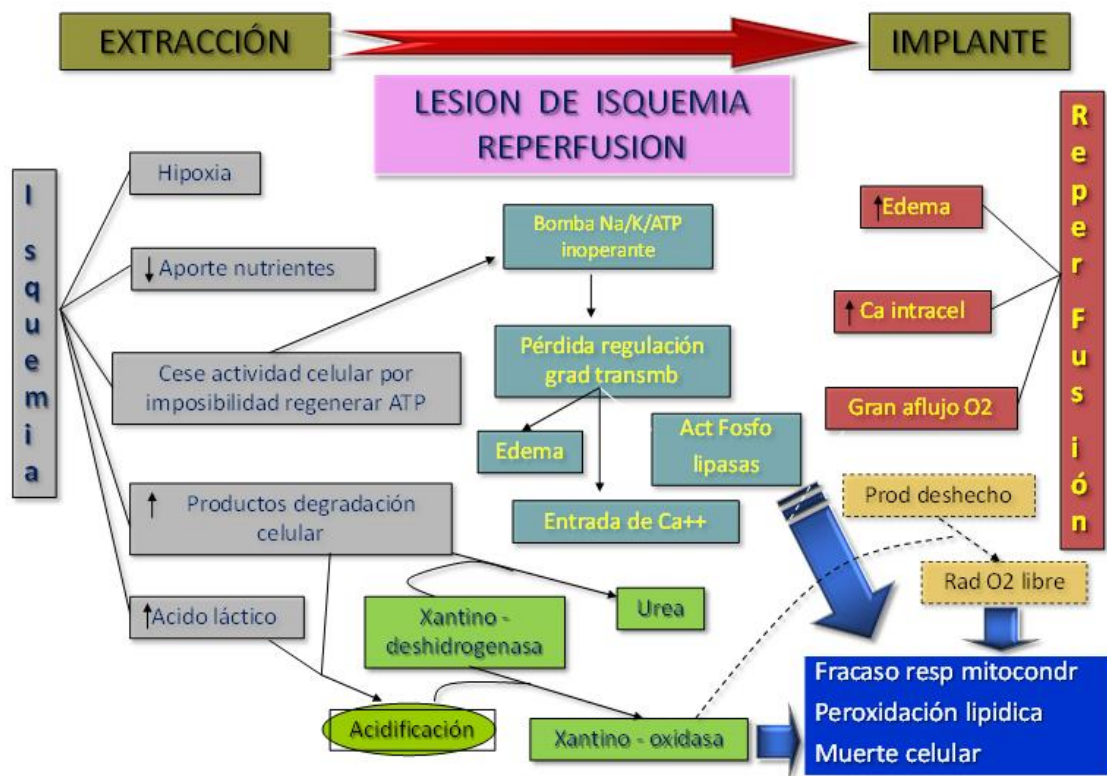 EXTRACCIÓN
IMPLANTE
LESION DE ISQUEMIA
REPERFUSION
Isquemia
Hipoxia
↓ Aporte nutrientes
Cese actividad celular por
imposibilidad regenerar ATP
↑ Productos degradación
celular
↑Acido láctico
Bomba Na/K/ATP
inoperante
Pérdida regulación
grad transmb
Edema
Act Fosfo
lipasas
Entrada de Ca++
Xantino -
deshidrogenasa
Urea
Acidificación
Xantino - oxidasa
Reper Fusión
↑Edema
↑ Ca intracel
Gran aflujo O2
Prod deshecho
Rad O2 libre
Fracaso resp mitocondr
Peroxidación lipidica
Muerte celular